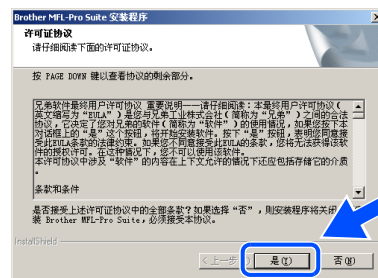 Brother MFL-Pro Suite 安装程序
许可证协议
请仔细阅读下面的许可证协议。
按 PAGE DOWN 键以查看协议的剩余部分。
兄弟软件最终用户许可协议 重要说明——请仔细阅读：本最终用户许可协议（
英文缩写为“EULA”）是您与兄弟工业株式会社（简称为“兄弟”）之间的合法
协议，它决定了您对兄弟的软件（简称为“软件”）的使用情况，如果您按下本
对话框上的“是”这个按钮，将开始安装软件。按下“是”按钮，表明您同意接
受此EULA条款的法律约束。如果您不同意接受此EULA的条款，您将无法获得该软
件的授权许可。在这种情况下，您不可以使用该软件。
本许可协议中涉及“软件”的内容在上下文允许的情况下还应包括存储它的介质
。
条款和条件
是否接受上述许可证协议中的全部条款？如果选择“否”，则安装程序将关闭
装 Brother MFL-Pro Suite，必须接受本协议。
InstallShield
<上一步
是(Y)
否(N)